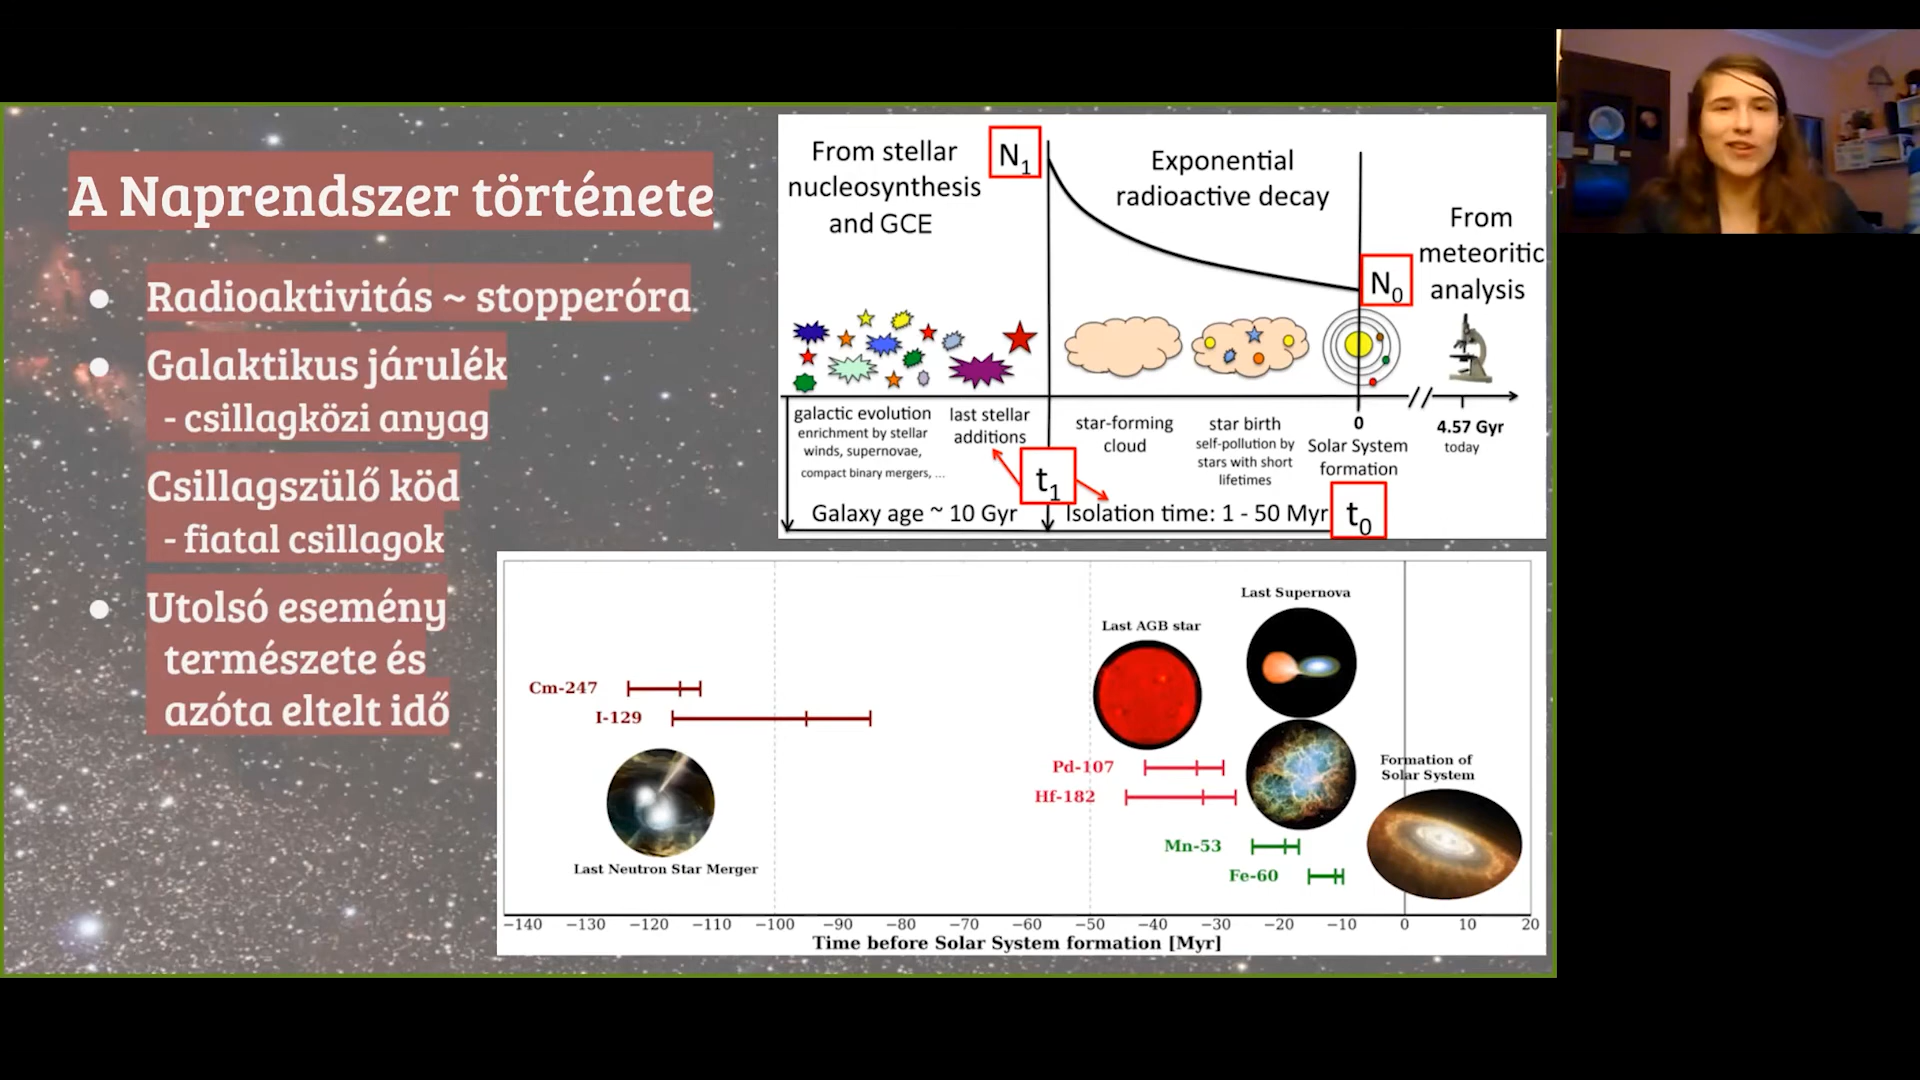 A Naprendszer története
● Radioaktivitás ~ stopperóra
● Galaktikus járulék
- csillagközi anyag
Csillagszülő köd
- fiatal csillagok
● Utolsó esemény
természete és
azóta eltelt idő
From stellar
nucleosynthesis
and GCE
N1
Exponential
radioactive decay
N0
From
meteoritic
analysis
galactic evolution
enrichment by stellar
winds, supernovae,
compact binary mergers, ...
last stellar
additions
star-forming
cloud
star birth
self-pollution by
stars with short
lifetimes
0
Solar System
formation
4.57 Gyr
today
t1
Galaxy age ~ 10 Gyr
Isolation time: 1 - 50 Myr
t0
Last Supernova
Last AGB star
Cm-247
I-129
Pd-107
Hf-182
Formation of
Solar System
Mn-53
Fe-60
Last Neutron Star Merger
−140 −130 −120 −110 −100 −90 −80 −70 −60 −50 −40 −30 −20 −10 0 10 20
Time before Solar System formation [Myr]